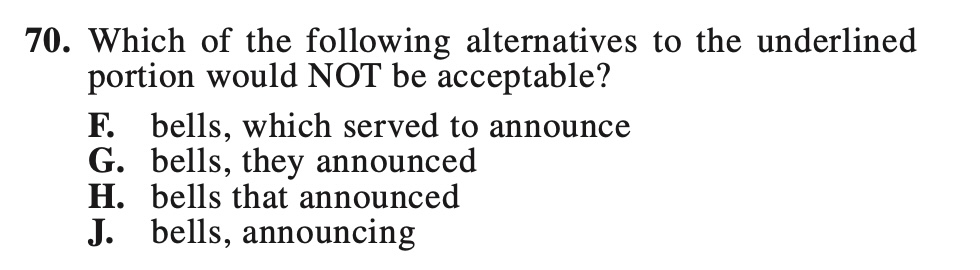 70. Which of the following alternatives to the underlined
portion would NOT be acceptable?
F. bells, which served to announce
G. bells, they announced
H. bells that announced
J. bells, announcing